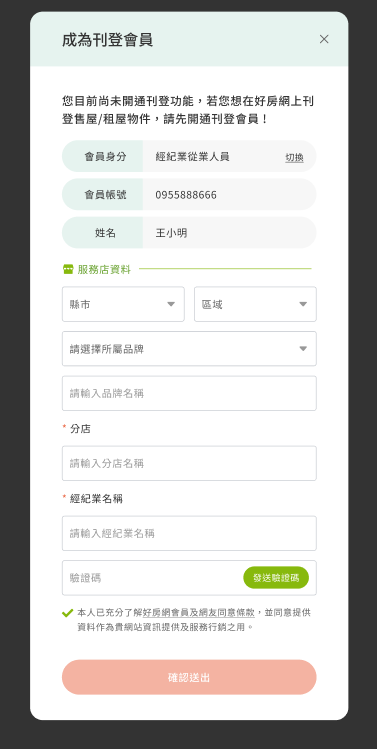 成為刊登會員
您目前尚未開通刊登功能，若您想在好房網上刊
登售屋/租屋物件，請先開通刊登會員！
會員身分 經紀業從業人員 切換
會員帳號 0955888666
姓名 王小明
服務店資料
縣市 區域
請選擇所屬品牌
請輸入品牌名稱
* 分店
請輸入分店名稱
* 經紀業名稱
請輸入經紀業名稱
驗證碼 發送驗證碼
本人已充分了解好房網會員及網友同意條款，並同意提供
資料作為貴網站資訊提供及服務行銷之用。
確認送出